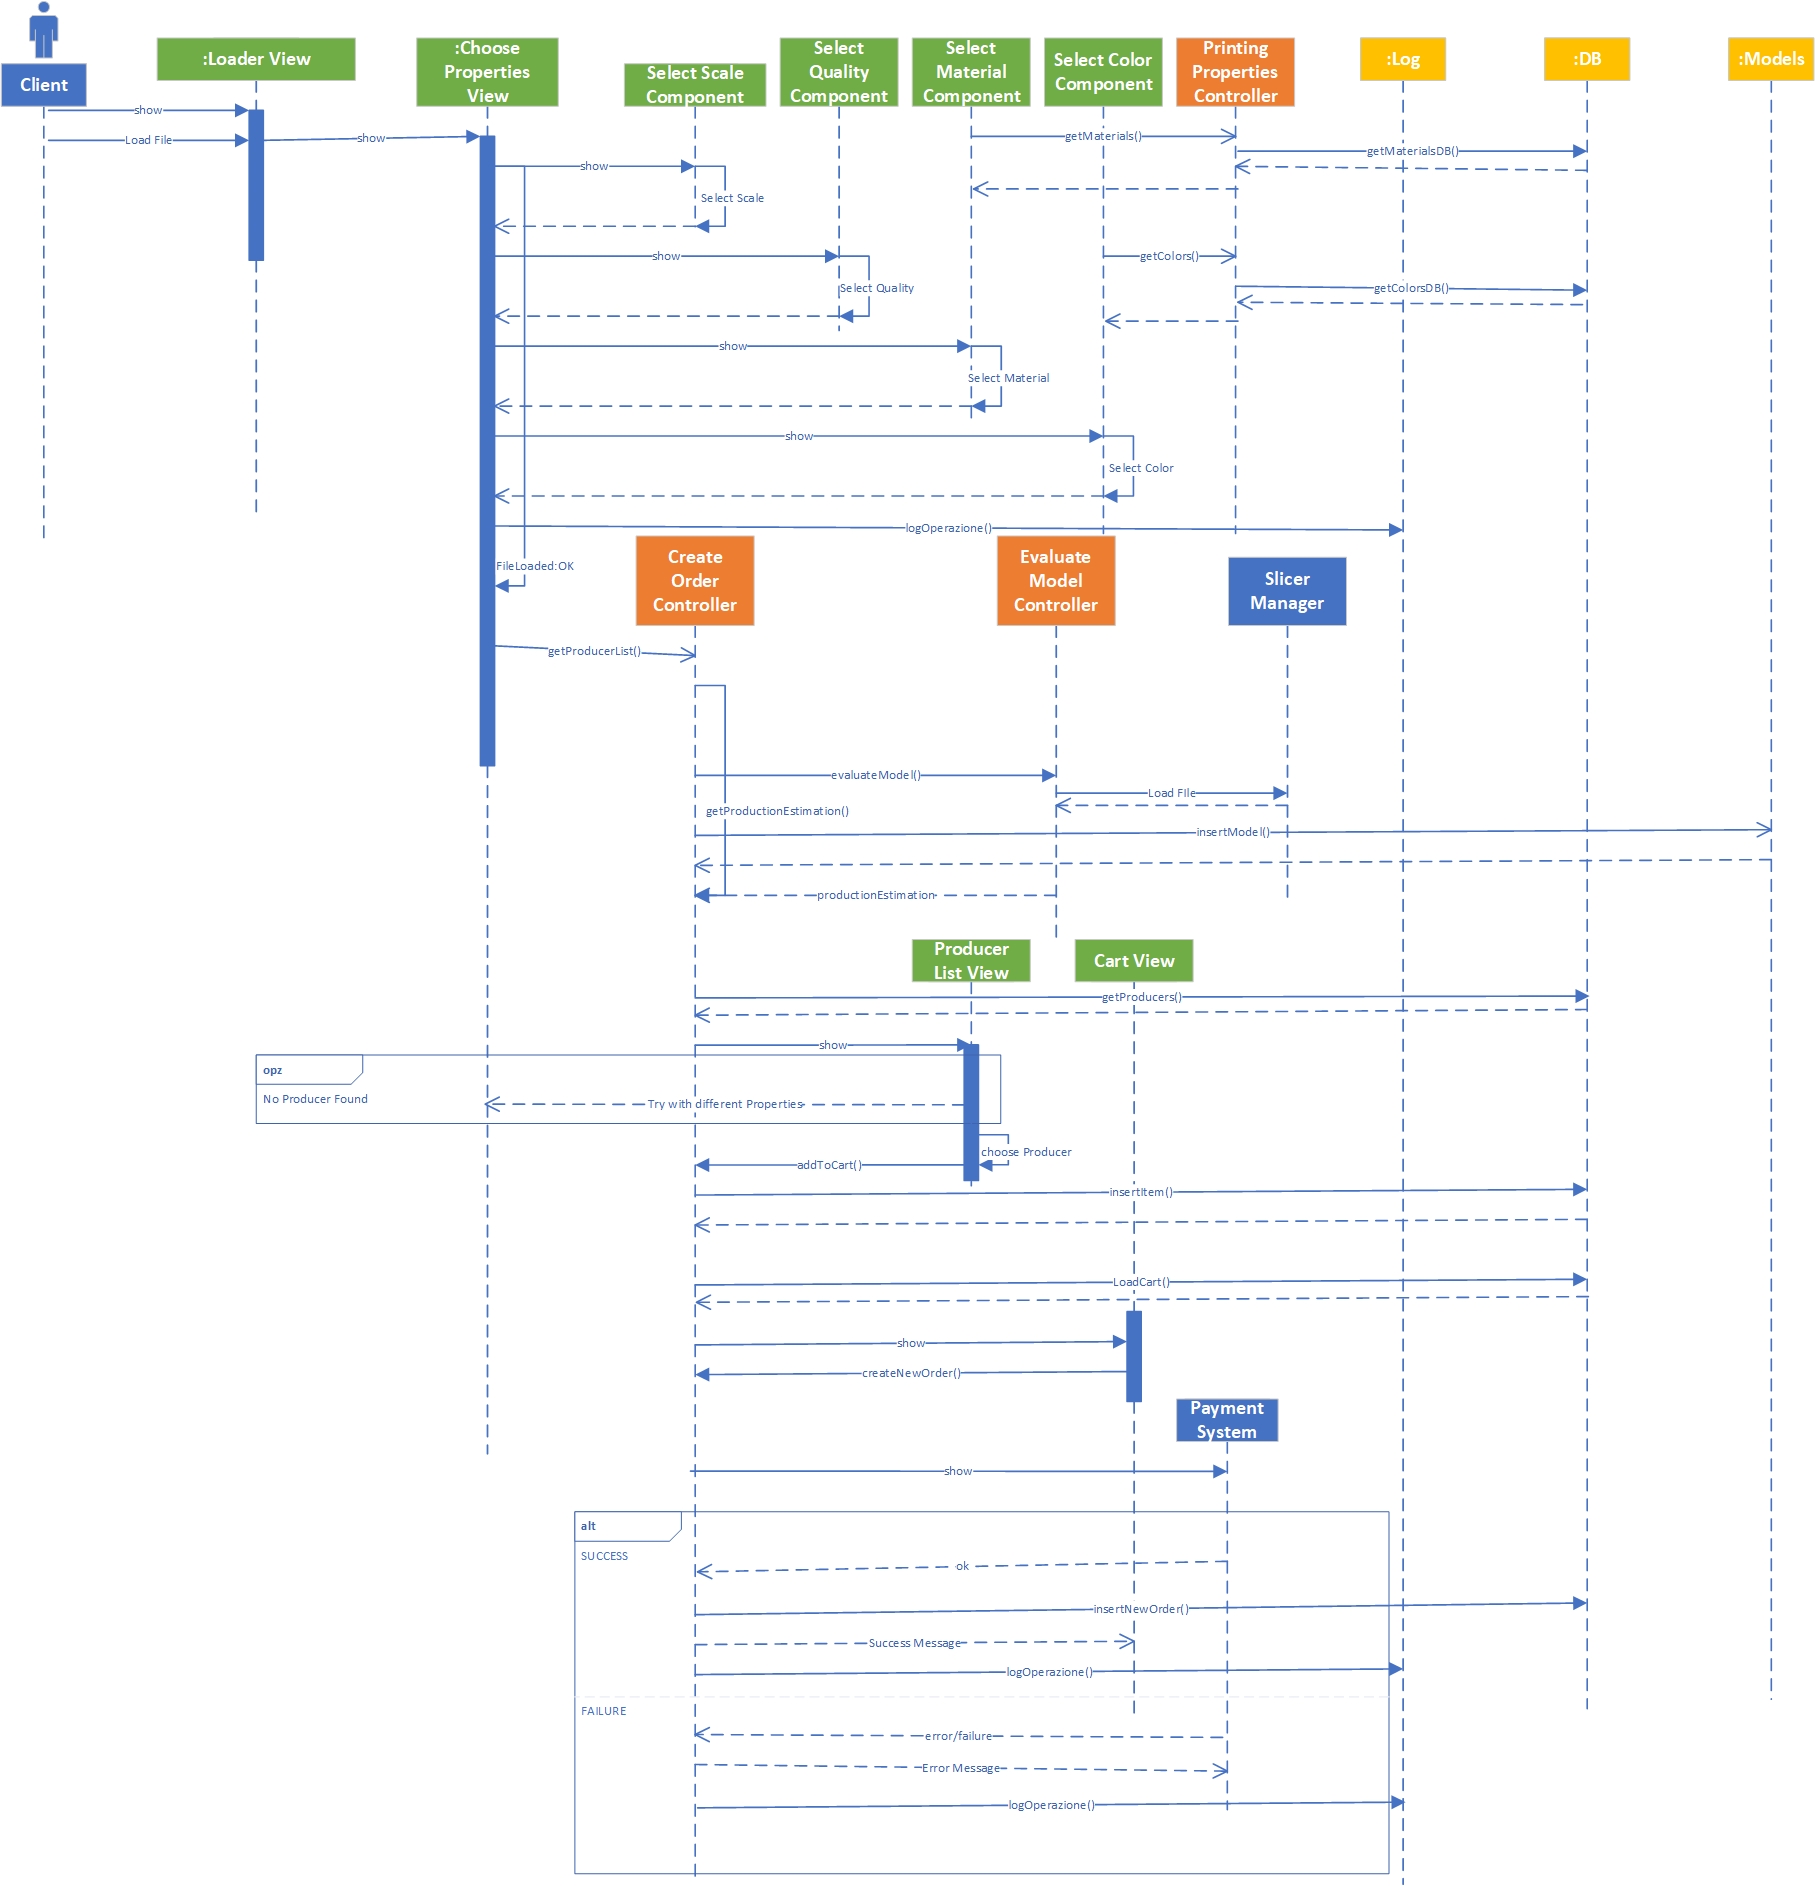 Client
:Loader View
:Choose
Properties
View
Select Scale
Component
Select
Quality
Component
Select
Material
Component
Select Color
Component
Printing
Properties
Controller
:Log
:DB
:Models
show
Load File
show
getMaterials()
getMaterialsDB()
show
Select Scale
show
getColors()
Select Quality
getColorsDB()
show
Select Material
show
Select Color
logOperazione()
FileLoaded:OK
Create
Order
Controller
Evaluate
Model
Controller
Slicer
Manager
getProducerList()
evaluateModel()
Load FIle
getProductionEstimation()
insertModel()
productionEstimation
Producer
List View
Cart View
getProducers()
show
opz
No Producer Found
Try with different Properties
choose Producer
addToCart()
insertItem()
LoadCart()
show
createNewOrder()
Payment
System
show
alt
SUCCESS
ok
insertNewOrder()
Success Message
logOperazione()
FAILURE
error/failure
Error Message
logOperazione()